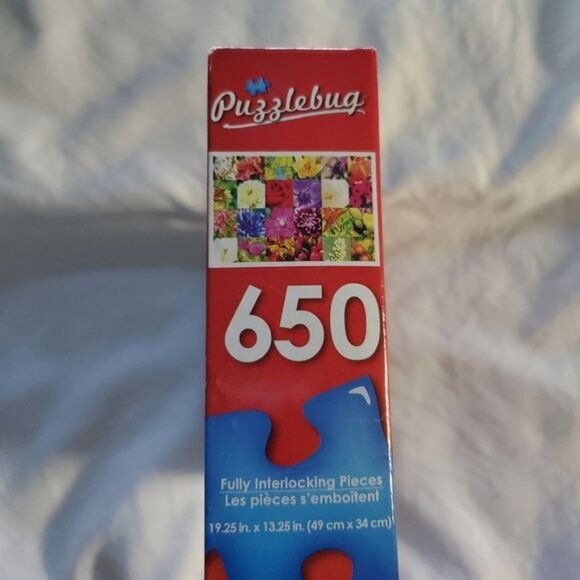 Puzzlebug
650
Fully Interlocking Pieces
Les pièces s'emboîtent
19.25 in. x 13.25 in. (49 cm x 34 cm)